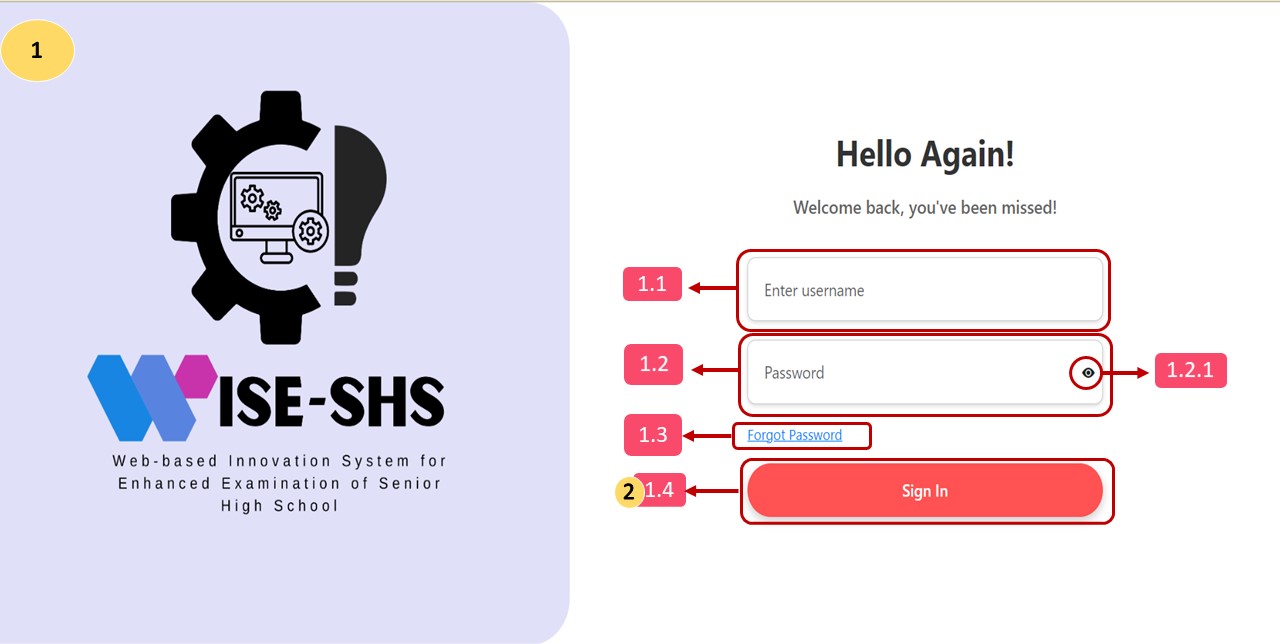 1
WISE-SHS
Web-based Innovation System for
Enhanced Examination of Senior
High School
Hello Again!
Welcome back, you've been missed!
1.1
Enter username
1.2
Password
1.2.1
1.3
Forgot Password
2
1.4
Sign In